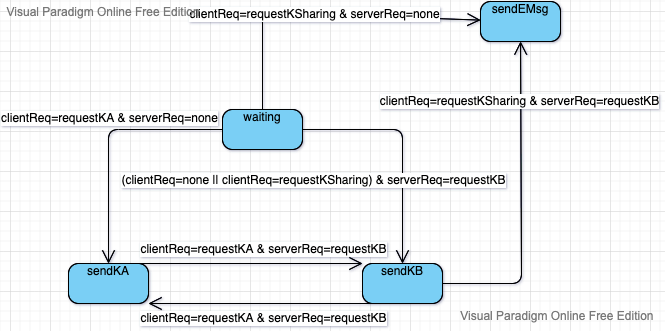 Visual Paradigm Online Free Edition
clientReq=requestKSharing & serverReq=none
sendEMsg
clientReq=requestKSharing & serverReq=requestKB
clientReq=requestKA & serverReq=none
waiting
(clientReq=none || clientReq=requestKSharing) & serverReq=requestKB
clientReq=requestKA & serverReq=requestKB
sendKA
sendKB
clientReq=requestKA & serverReq=requestKB
Visual Paradigm Online Free Edition